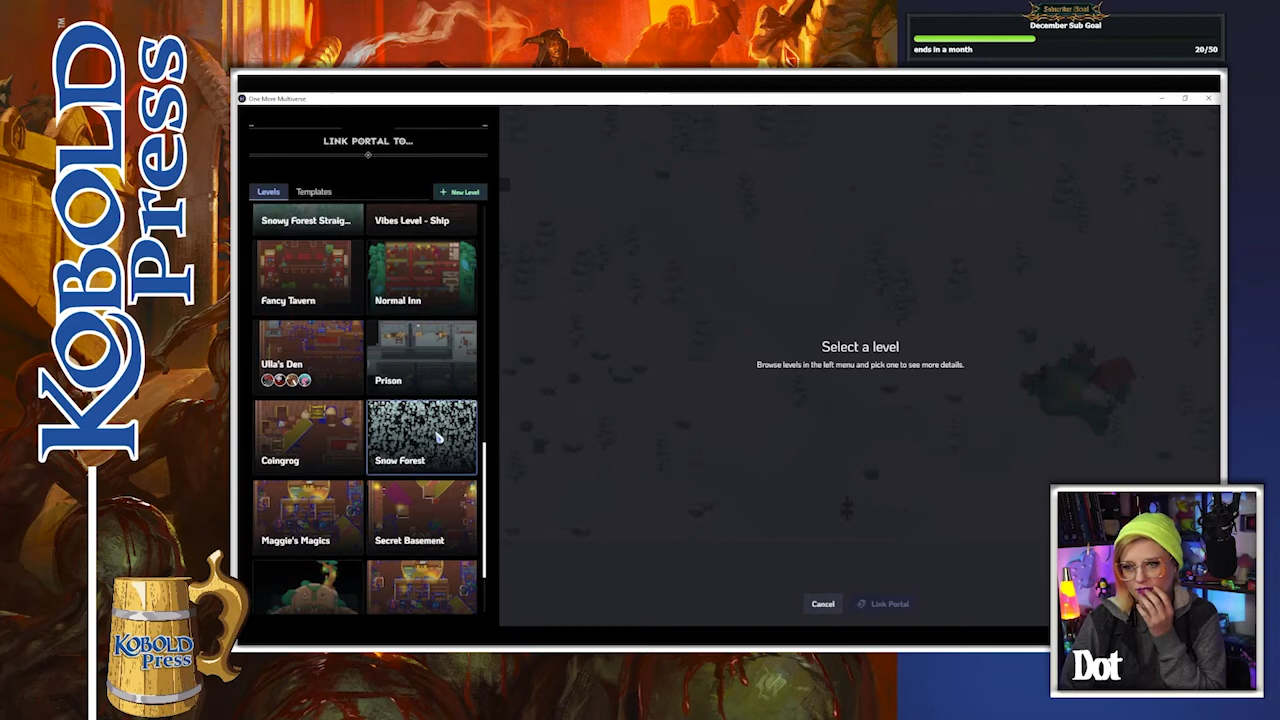 KOBOLD
Press
TM
Subscriber Goal
December Sub Goal
ends in a month
20/50
One More Multiverse
LINK PORTAL TO...
Levels
Templates
+ New Level
Snowy Forest Straig...
Vibes Level - Ship
Fancy Tavern
Normal Inn
Ulla's Den
Prison
Coingrog
Snow Forest
Maggie's Magics
Secret Basement
Select a level
Browse levels in the left menu and pick one to see more details.
Cancel
Link Portal
KOBOLD
Press
Dot